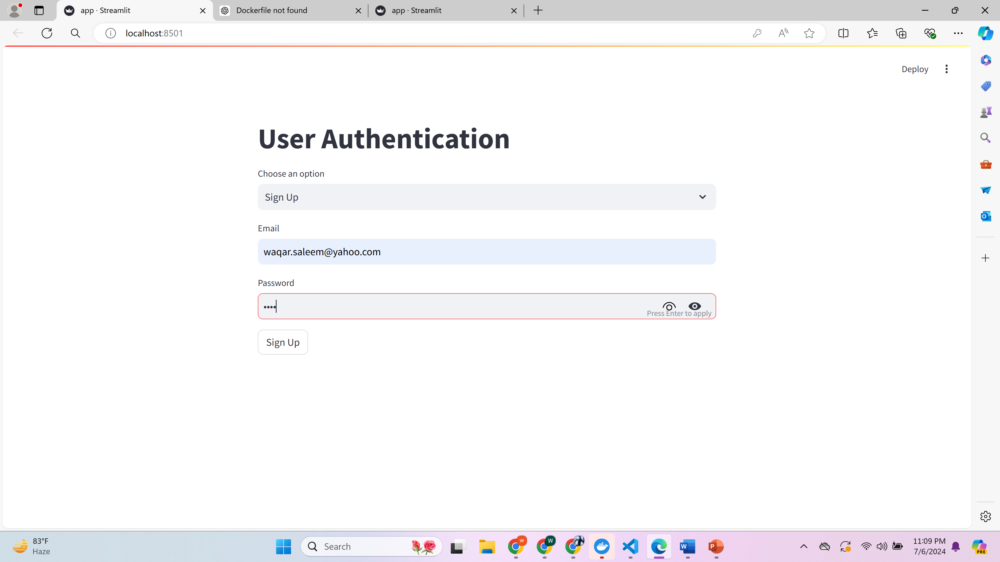 app · Streamlit
Dockerfile not found
app · Streamlit
localhost:8501
Deploy
User Authentication
Choose an option
Sign Up
Email
waqar.saleem@yahoo.com
Password
••••
Press Enter to apply
Sign Up
83°F
Haze
Search
W
W
W
P
11:09 PM
7/6/2024
PRE